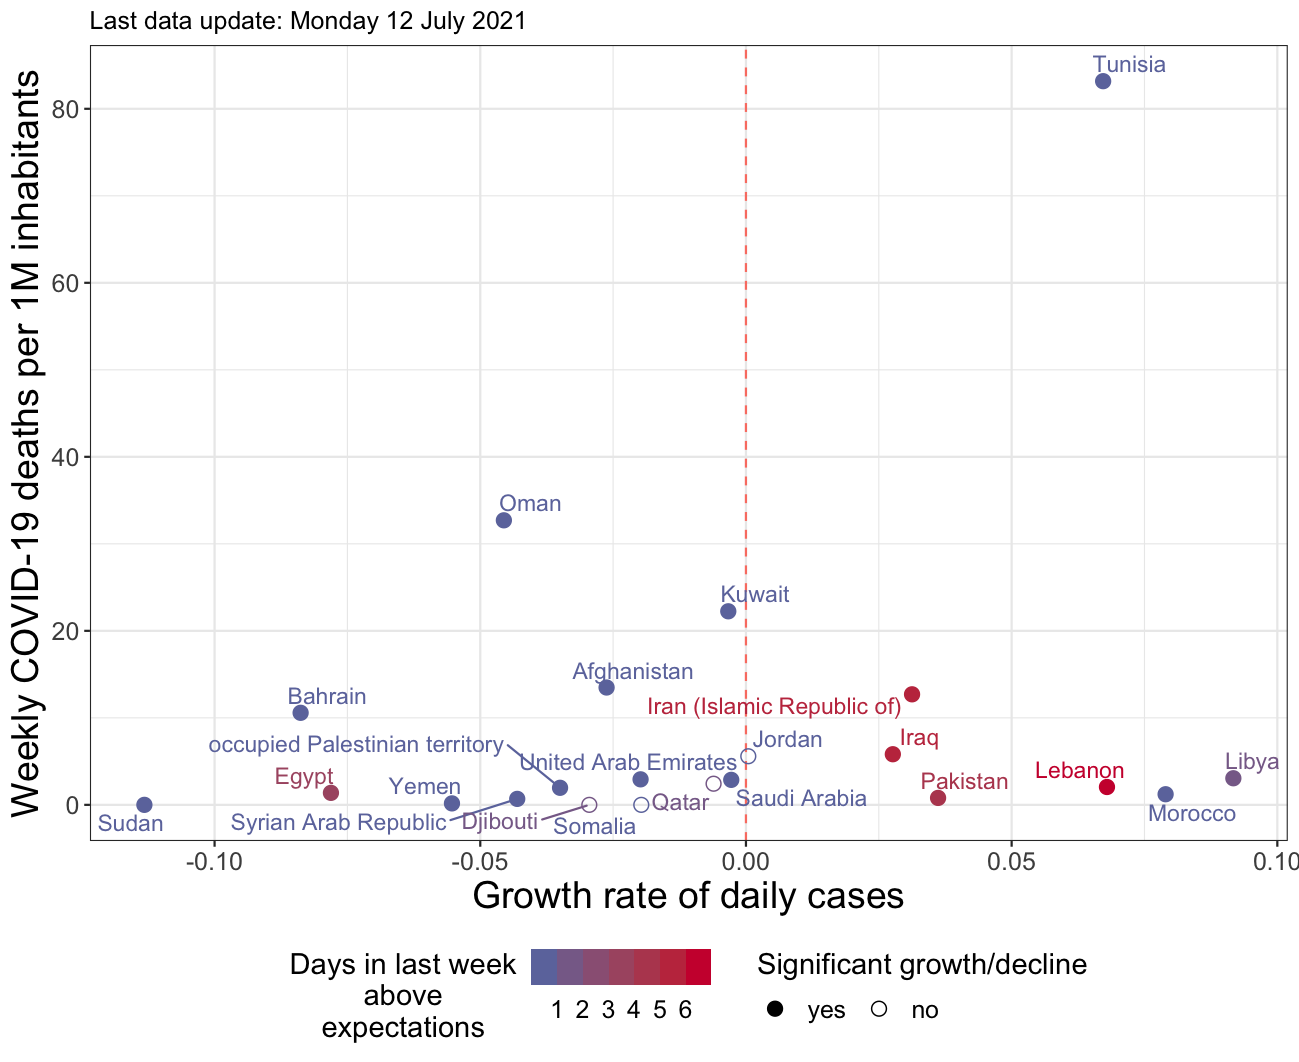 Last data update: Monday 12 July 2021
Weekly COVID-19 deaths per 1M inhabitants
80
60
40
20
0
Tunisia
Oman
Kuwait
Afghanistan
Bahrain
Iran (Islamic Republic of)
Jordan
Iraq
occupied Palestinian territory
United Arab Emirates
Libya
Egypt
Lebanon
Yemen
Pakistan
Qatar
Saudi Arabia
Morocco
Sudan
Syrian Arab Republic
Djibouti
Somalia
-0.10
-0.05
0.00
0.05
0.10
Growth rate of daily cases
Days in last week
above
expectations
1 2 3 4 5 6
Significant growth/decline
yes
no